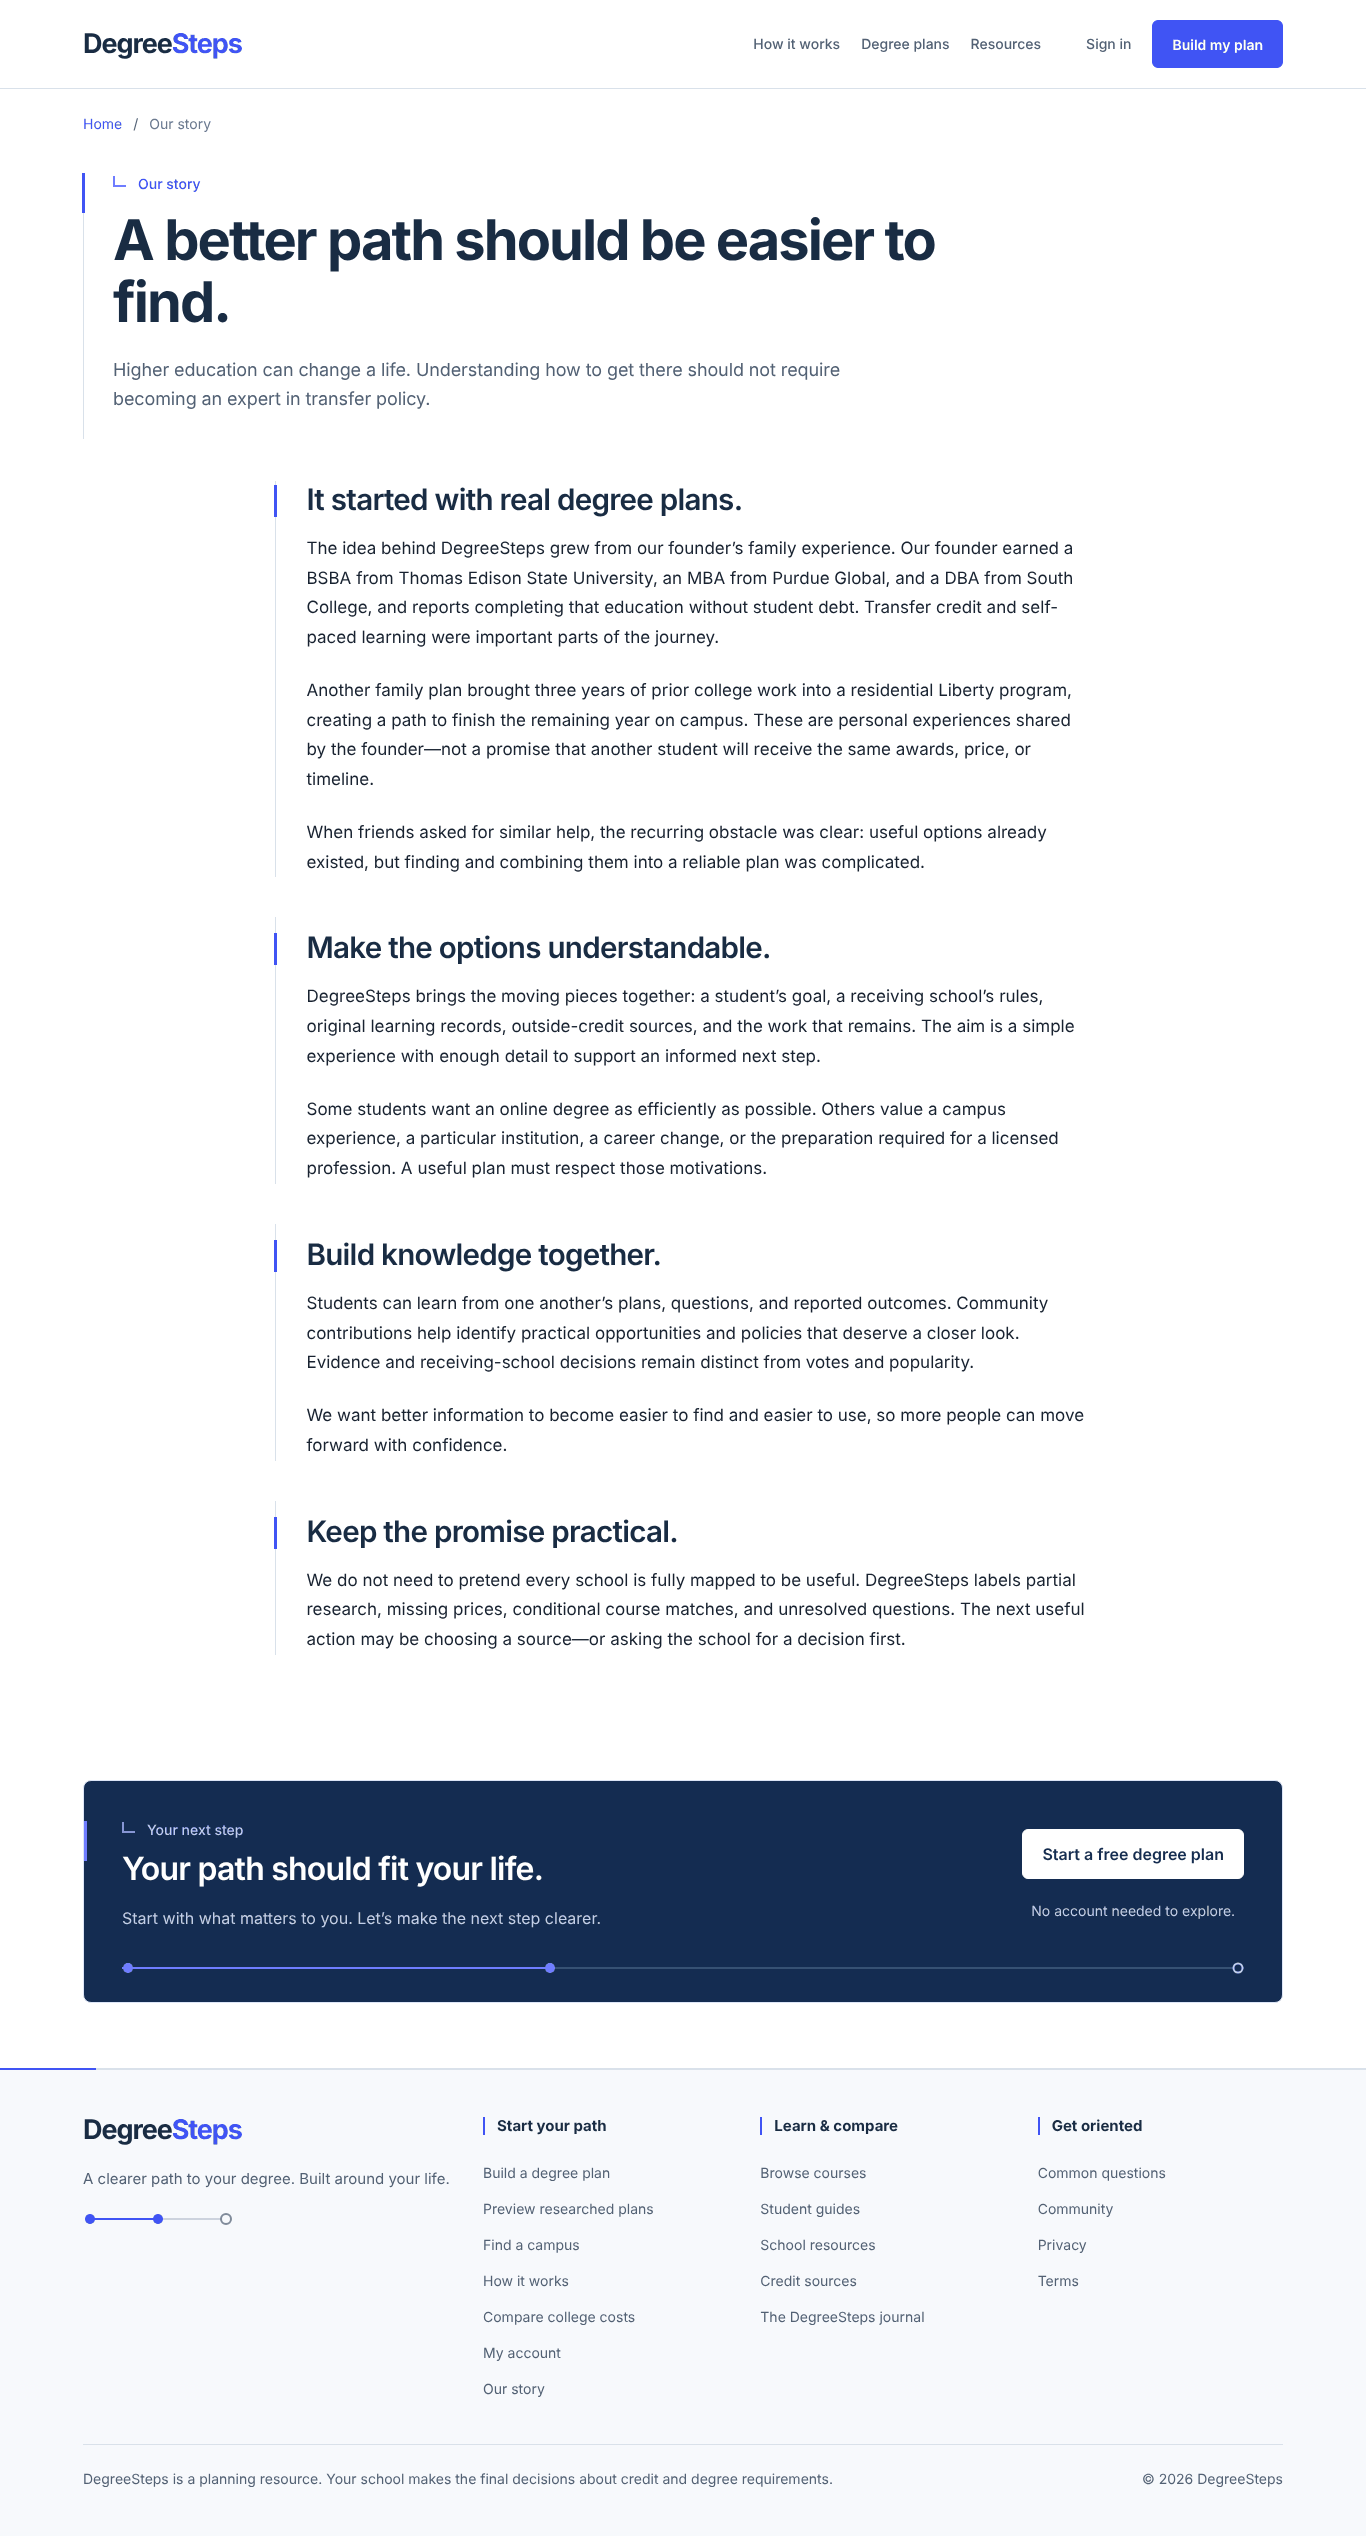 DegreeSteps
How it works
Degree plans
Resources
Sign in
Build my plan
Home / Our story
Our story
A better path should be easier to
find.
Higher education can change a life. Understanding how to get there should not require
becoming an expert in transfer policy.
It started with real degree plans.
The idea behind DegreeSteps grew from our founder’s family experience. Our founder earned a
BSBA from Thomas Edison State University, an MBA from Purdue Global, and a DBA from South
College, and reports completing that education without student debt. Transfer credit and self-
paced learning were important parts of the journey.
Another family plan brought three years of prior college work into a residential Liberty program,
creating a path to finish the remaining year on campus. These are personal experiences shared
by the founder—not a promise that another student will receive the same awards, price, or
timeline.
When friends asked for similar help, the recurring obstacle was clear: useful options already
existed, but finding and combining them into a reliable plan was complicated.
Make the options understandable.
DegreeSteps brings the moving pieces together: a student’s goal, a receiving school’s rules,
original learning records, outside-credit sources, and the work that remains. The aim is a simple
experience with enough detail to support an informed next step.
Some students want an online degree as efficiently as possible. Others value a campus
experience, a particular institution, a career change, or the preparation required for a licensed
profession. A useful plan must respect those motivations.
Build knowledge together.
Students can learn from one another’s plans, questions, and reported outcomes. Community
contributions help identify practical opportunities and policies that deserve a closer look.
Evidence and receiving-school decisions remain distinct from votes and popularity.
We want better information to become easier to find and easier to use, so more people can move
forward with confidence.
Keep the promise practical.
We do not need to pretend every school is fully mapped to be useful. DegreeSteps labels partial
research, missing prices, conditional course matches, and unresolved questions. The next useful
action may be choosing a source—or asking the school for a decision first.
Your next step
Your path should fit your life.
Start with what matters to you. Let’s make the next step clearer.
Start a free degree plan
No account needed to explore.
DegreeSteps
A clearer path to your degree. Built around your life.
Start your path
Build a degree plan
Preview researched plans
Find a campus
How it works
Compare college costs
My account
Our story
Learn & compare
Browse courses
Student guides
School resources
Credit sources
The DegreeSteps journal
Get oriented
Common questions
Community
Privacy
Terms
DegreeSteps is a planning resource. Your school makes the final decisions about credit and degree requirements.
© 2026 DegreeSteps